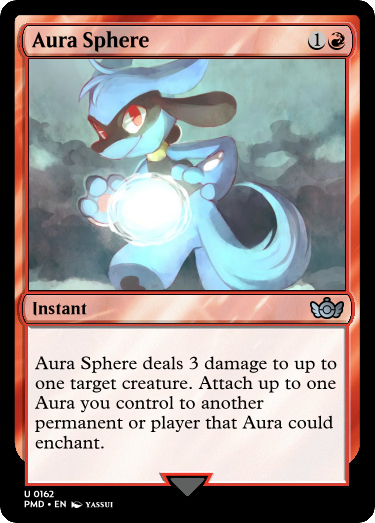 Aura Sphere 1
Instant
Aura Sphere deals 3 damage to up to
one target creature. Attach up to one
Aura you control to another
permanent or player that Aura could
enchant.
U 0162
PMD • EN YASSUI